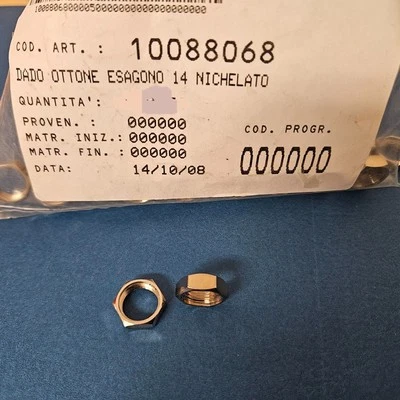 COD. ART. : 10088068
DADO OTTONE ESAGONO 14 NICHELATO
QUANTITA':
PROVEN. : 000000
MATR. INIZ.: 000000
COD. PROGR.
MATR. FIN. : 000000
000000
DATA: 14/10/08